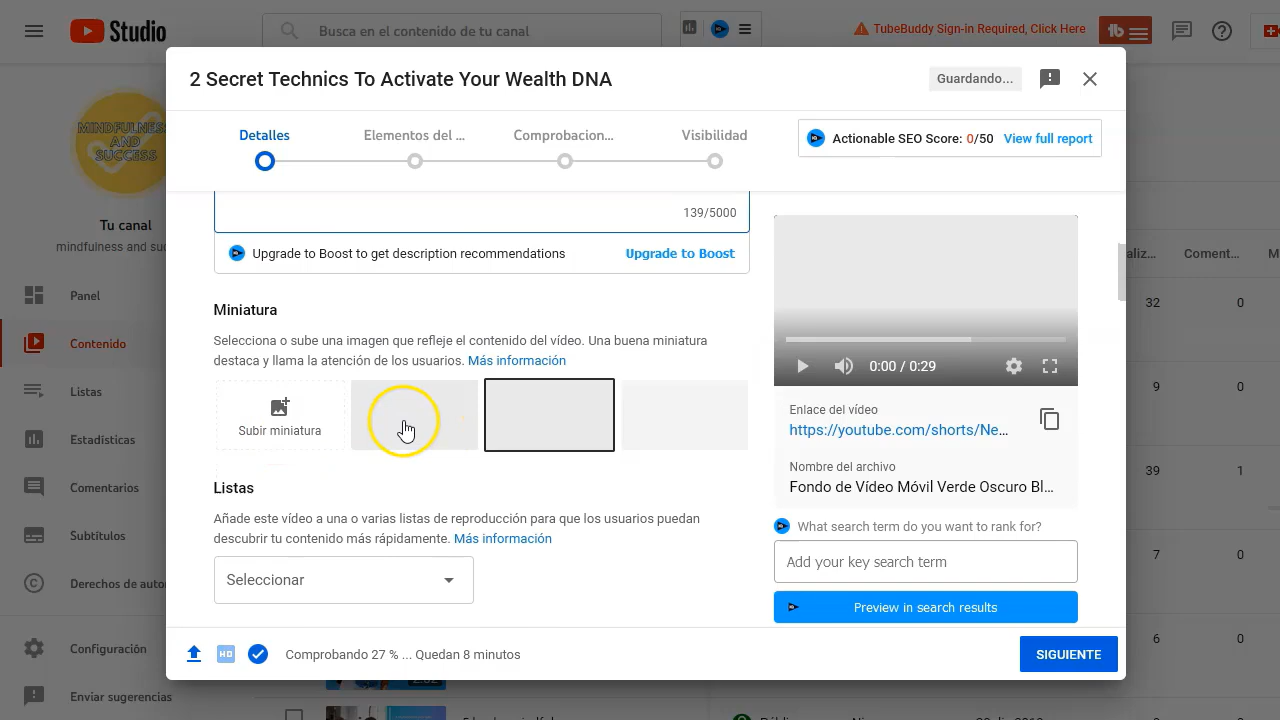 Studio
Busca en el contenido de tu canal
TubeBuddy Sign-in Required, Click Here
tb
2 Secret Technics To Activate Your Wealth DNA
Guardando...
Detalles
Elementos del ...
Comprobacion...
Visibilidad
Actionable SEO Score: 0/50
View full report
139/5000
Upgrade to Boost to get description recommendations
Upgrade to Boost
Miniatura
Selecciona o sube una imagen que refleje el contenido del vídeo. Una buena miniatura
destaca y llama la atención de los usuarios. Más información
Subir miniatura
Listas
Añade este vídeo a una o varias listas de reproducción para que los usuarios puedan
descubrir tu contenido más rápidamente. Más información
Seleccionar
0:00 / 0:29
Enlace del vídeo
https://youtube.com/shorts/Ne...
Nombre del archivo
Fondo de Vídeo Móvil Verde Oscuro Bl...
What search term do you want to rank for?
Add your key search term
Preview in search results
HD
Comprobando 27 % ... Quedan 8 minutos
SIGUIENTE
MINDFULNESS
AND
SUCCESS
Tu canal
mindfulness and suc
Panel
Contenido
Listas
Estadísticas
Comentarios
Subtítulos
Derechos de autor
Configuración
Enviar sugerencias
aliz...
Coment...
32
0
9
0
39
1
7
0
6
0